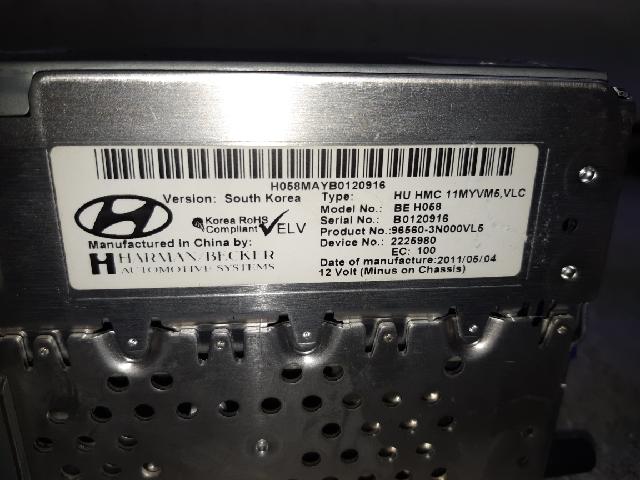 H058MAYB0120916
Version: South Korea
Korea RoHS
Compliant ELV
Manufactured in China by:
HARMAN/BECKER
AUTOMOTIVE SYSTEMS
Type: HU HMC 11MYVM5,VLC
Model No.: BE H058
Serial No.: B0120916
Product No.:96560-3N000VL5
Device No.: 2225980
EC: 100
Date of manufacture:2011/05/04
12 Volt (Minus on Chassis)